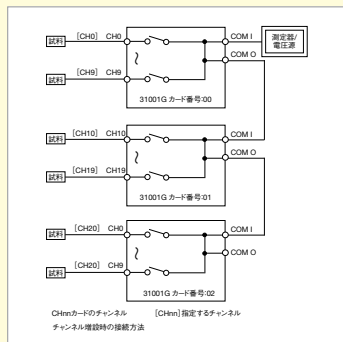 試料 [CH0] CH0 COM I 測定器/
電圧源
COM O
試料 [CH9] CH9
31001G カード番号:00
試料 [CH10] CH10 COM I
COM O
試料 [CH19] CH19
31001G カード番号:01
試料 [CH20] CH0 COM I
COM O
試料 [CH20] CH9
31001G カード番号:02
CHnnカードのチャンネル [CHnn]指定するチャンネル
チャンネル増設時の接続方法